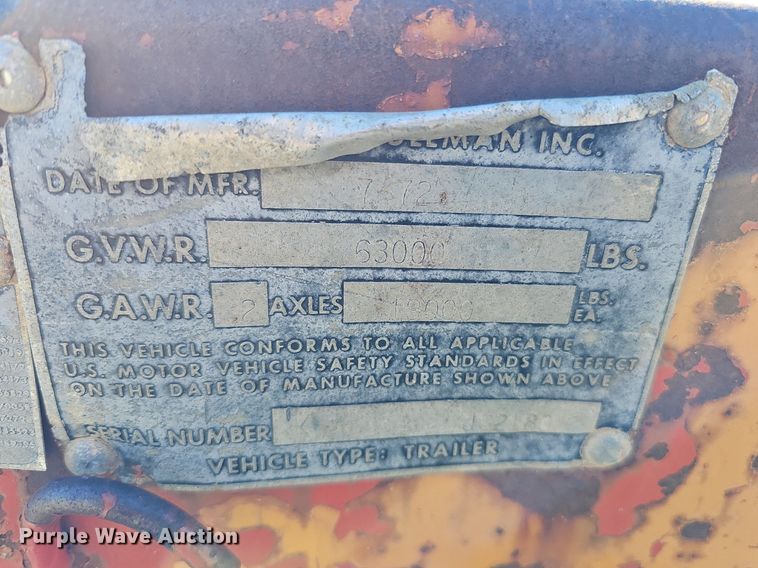 INC.
DATE OF MFR. 7-72
G.V.W.R. 63000 LBS.
G.A.W.R. 2 AXLES 18000 LBS. EA.
THIS VEHICLE CONFORMS TO ALL APPLICABLE
U.S. MOTOR VEHICLE SAFETY STANDARDS IN EFFECT
ON THE DATE OF MANUFACTURE SHOWN ABOVE
SERIAL NUMBER
VEHICLE TYPE: TRAILER
Purple Wave Auction